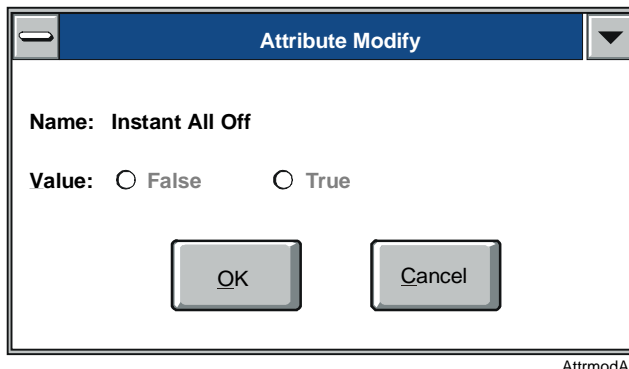 Attribute Modify
Name: Instant All Off
Value: False True
OK Cancel
AttrmodA